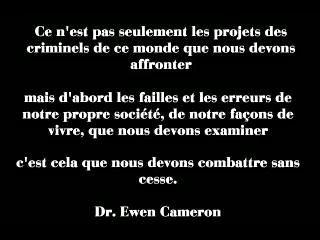 Ce n'est pas seulement les projets des
criminels de ce monde que nous devons
affronter
mais d'abord les failles et les erreurs de
notre propre société, de notre façons de
vivre, que nous devons examiner
c'est cela que nous devons combattre sans
cesse.
Dr. Ewen Cameron